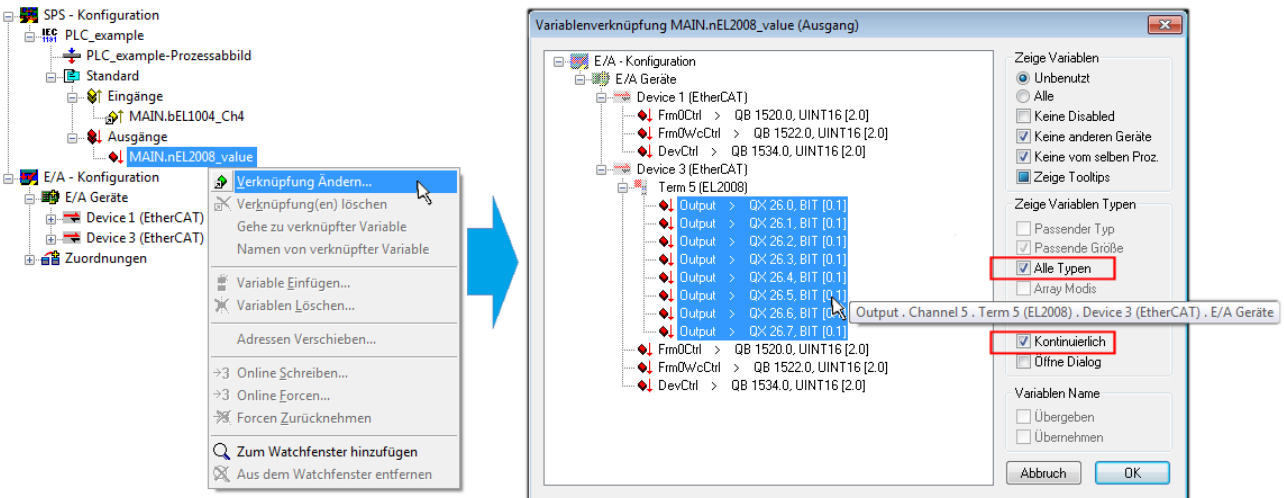 SPS - Konfiguration
IEC
1131
PLC_example
PLC_example-Prozessabbild
Standard
Eingänge
MAIN.bEL1004_Ch4
Ausgänge
MAIN.nEL2008_value
E/A - Konfiguration
E/A Geräte
Device 1 (EtherCAT)
Device 3 (EtherCAT)
Zuordnungen
Verknüpfung Ändern...
Verknüpfung(en) löschen
Gehe zu verknüpfter Variable
Namen von verknüpfter Variable
Variable Einfügen...
Variablen Löschen...
Adressen Verschieben...
Online Schreiben...
Online Forcen...
Forcen Zurücknehmen
Zum Watchfenster hinzufügen
Aus dem Watchfenster entfernen
Variablenverknüpfung MAIN.nEL2008_value (Ausgang)
E/A - Konfiguration
E/A Geräte
Device 1 (EtherCAT)
Frm0Ctrl > QB 1520.0, UINT16 [2.0]
Frm0WcCtrl > QB 1522.0, UINT16 [2.0]
DevCtrl > QB 1534.0, UINT16 [2.0]
Device 3 (EtherCAT)
Term 5 (EL2008)
Output > QX 26.0, BIT [0.1]
Output > QX 26.1, BIT [0.1]
Output > QX 26.2, BIT [0.1]
Output > QX 26.3, BIT [0.1]
Output > QX 26.4, BIT [0.1]
Output > QX 26.5, BIT [0.1]
Output > QX 26.6, BIT [0.1]
Output > QX 26.7, BIT [0.1]
Frm0Ctrl > QB 1520.0, UINT16 [2.0]
Frm0WcCtrl > QB 1522.0, UINT16 [2.0]
DevCtrl > QB 1534.0, UINT16 [2.0]
Zeige Variablen
Unbenutzt
Alle
Keine Disabled
Keine anderen Geräte
Keine vom selben Proz.
Zeige Tooltips
Zeige Variablen Typen
Passender Typ
Passende Größe
Alle Typen
Array Modis
Output . Channel 5 . Term 5 (EL2008) . Device 3 (EtherCAT) . E/A Geräte
Kontinuierlich
Öffne Dialog
Variablen Name
Übergeben
Übernehmen
Abbruch
OK